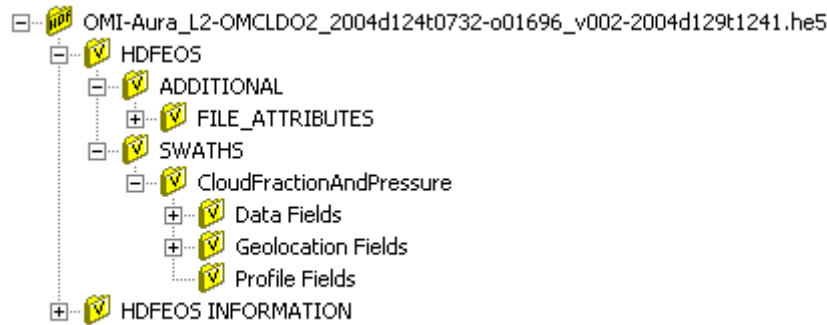 OMI-Aura_L2-OMCLDO2_2004d124t0732-o01696_v002-2004d129t1241.he5
HDFEOS
ADDITIONAL
FILE_ATTRIBUTES
SWATHS
CloudFractionAndPressure
Data Fields
Geolocation Fields
Profile Fields
HDFEOS INFORMATION